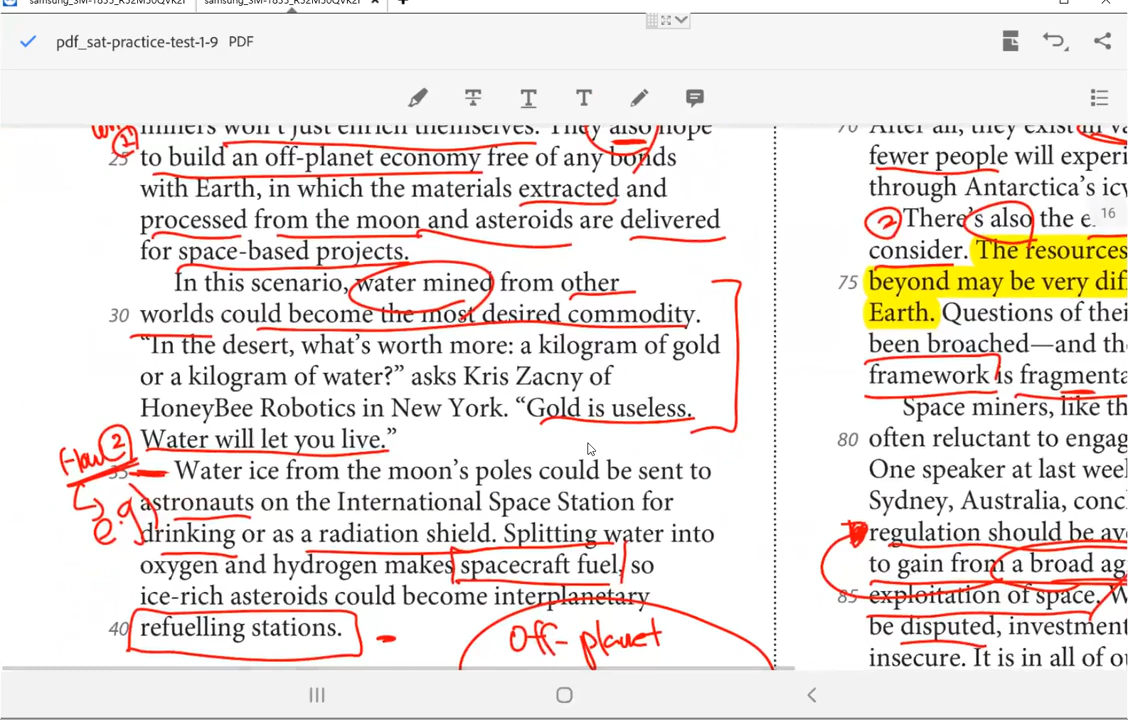 samsung_SM-T835_R52M50QVK2r
samsung_SM-T835_R52M50QVK2r
pdf_sat-practice-test-1-9 PDF
miners won't just enrich themselves. They also hope
25 to build an off-planet economy free of any bonds
with Earth, in which the materials extracted and
processed from the moon and asteroids are delivered
for space-based projects.
In this scenario, water mined from other
30 worlds could become the most desired commodity.
“In the desert, what's worth more: a kilogram of gold
or a kilogram of water?” asks Kris Zacny of
HoneyBee Robotics in New York. “Gold is useless.
Water will let you live.”
35 Water ice from the moon's poles could be sent to
astronauts on the International Space Station for
drinking or as a radiation shield. Splitting water into
oxygen and hydrogen makes spacecraft fuel, so
ice-rich asteroids could become interplanetary
40 refuelling stations.
2
2
e.g
Off-planet
70 After all, they exist in va
fewer people will experi
through Antarctica's icy
2 There's also the e
16
consider. The resources
75 beyond may be very dif
Earth. Questions of thei
been broached—and the
framework is fragmenta
Space miners, like th
80 often reluctant to engag
One speaker at last wee
Sydney, Australia, conc
regulation should be av
to gain from a broad ag
85 exploitation of space. W
be disputed, investment
insecure. It is in all of ou